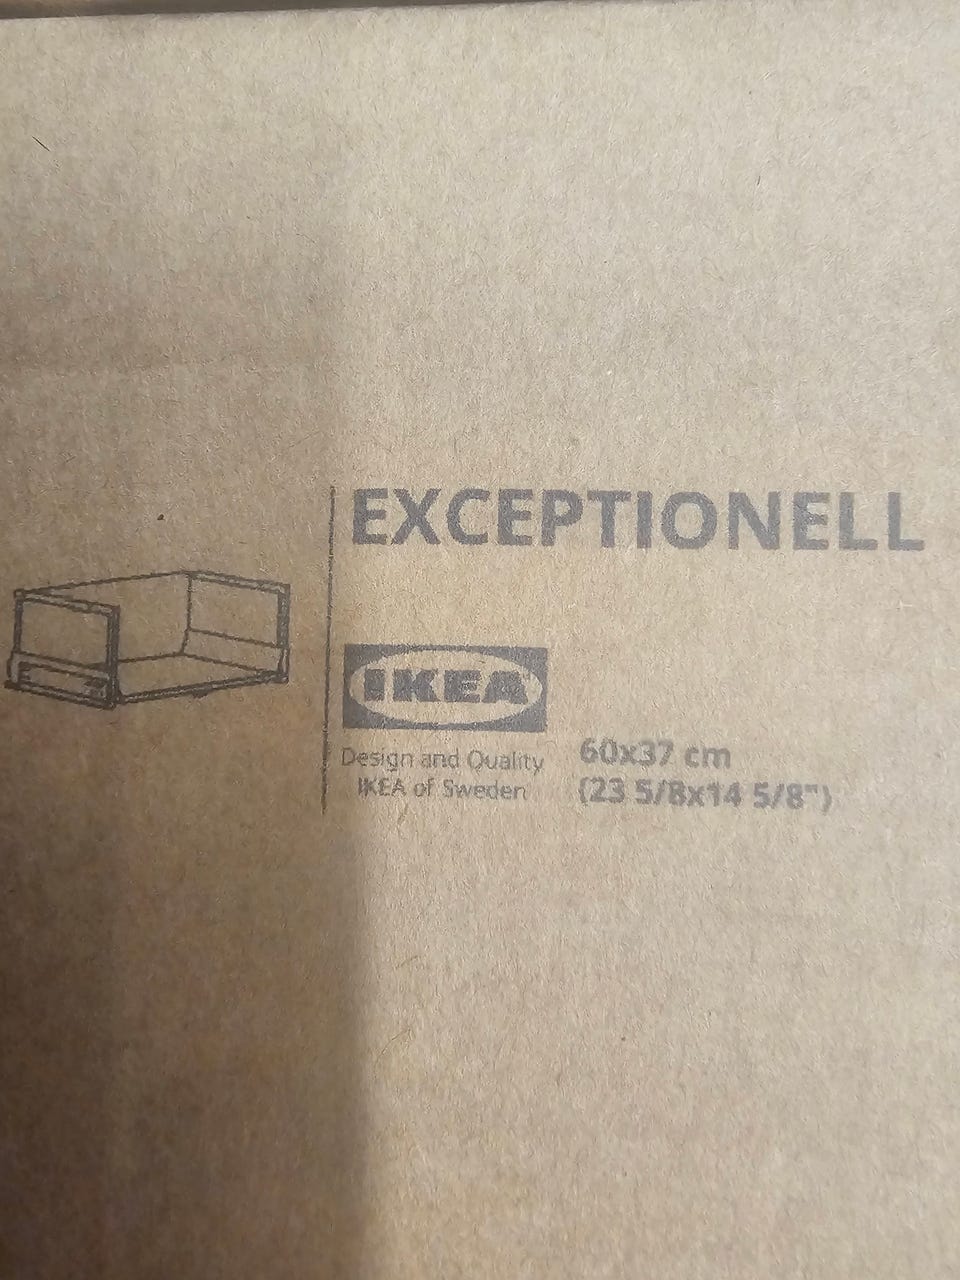 EXCEPTIONELL
IKEA
Design and Quality
IKEA of Sweden
60x37 cm
(23 5/8x14 5/8")